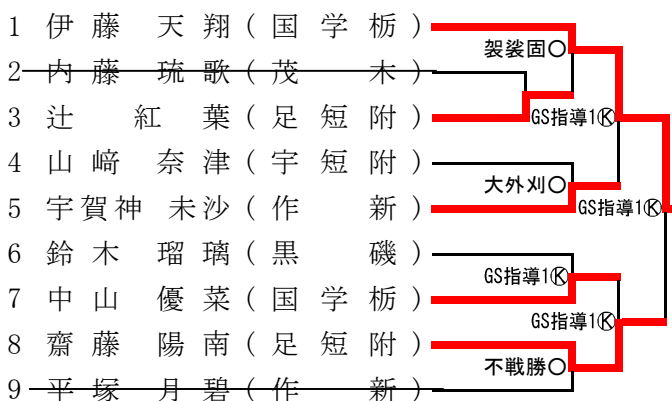 1 伊藤 天翔(国学栃)
袈裟固○
2 内藤 琉歌(茂木)
3 辻 紅葉(足短附)
GS指導1Ⓚ
4 山﨑 奈津(宇短附)
大外刈○
5 宇賀神 未沙(作新)
GS指導1Ⓚ
6 鈴木 瑠璃(黒磯)
GS指導1Ⓚ
7 中山 優菜(国学栃)
GS指導1Ⓚ
8 齋藤 陽南(足短附)
不戦勝○
9 平塚 月碧(作新)